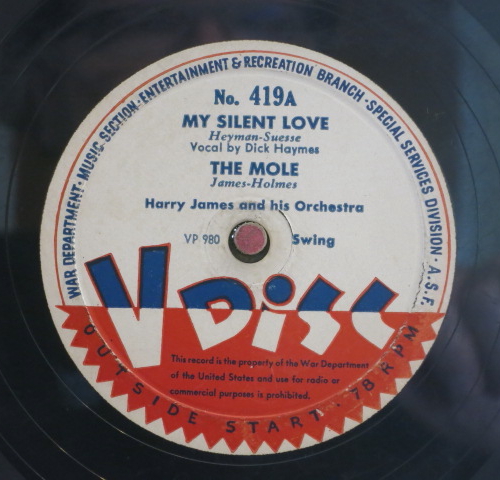 WAR DEPARTMENT · MUSIC SECTION · ENTERTAINMENT & RECREATION BRANCH · SPECIAL SERVICES DIVISION · A.S.F.
No. 419A
MY SILENT LOVE
Heyman-Suesse
Vocal by Dick Haymes
THE MOLE
James-Holmes
Harry James and his Orchestra
VP 980 Swing
V DiSC
This record is the property of the War Department
of the United States and use for radio or
commercial purposes is prohibited.
OUTSIDE START · 78 RPM